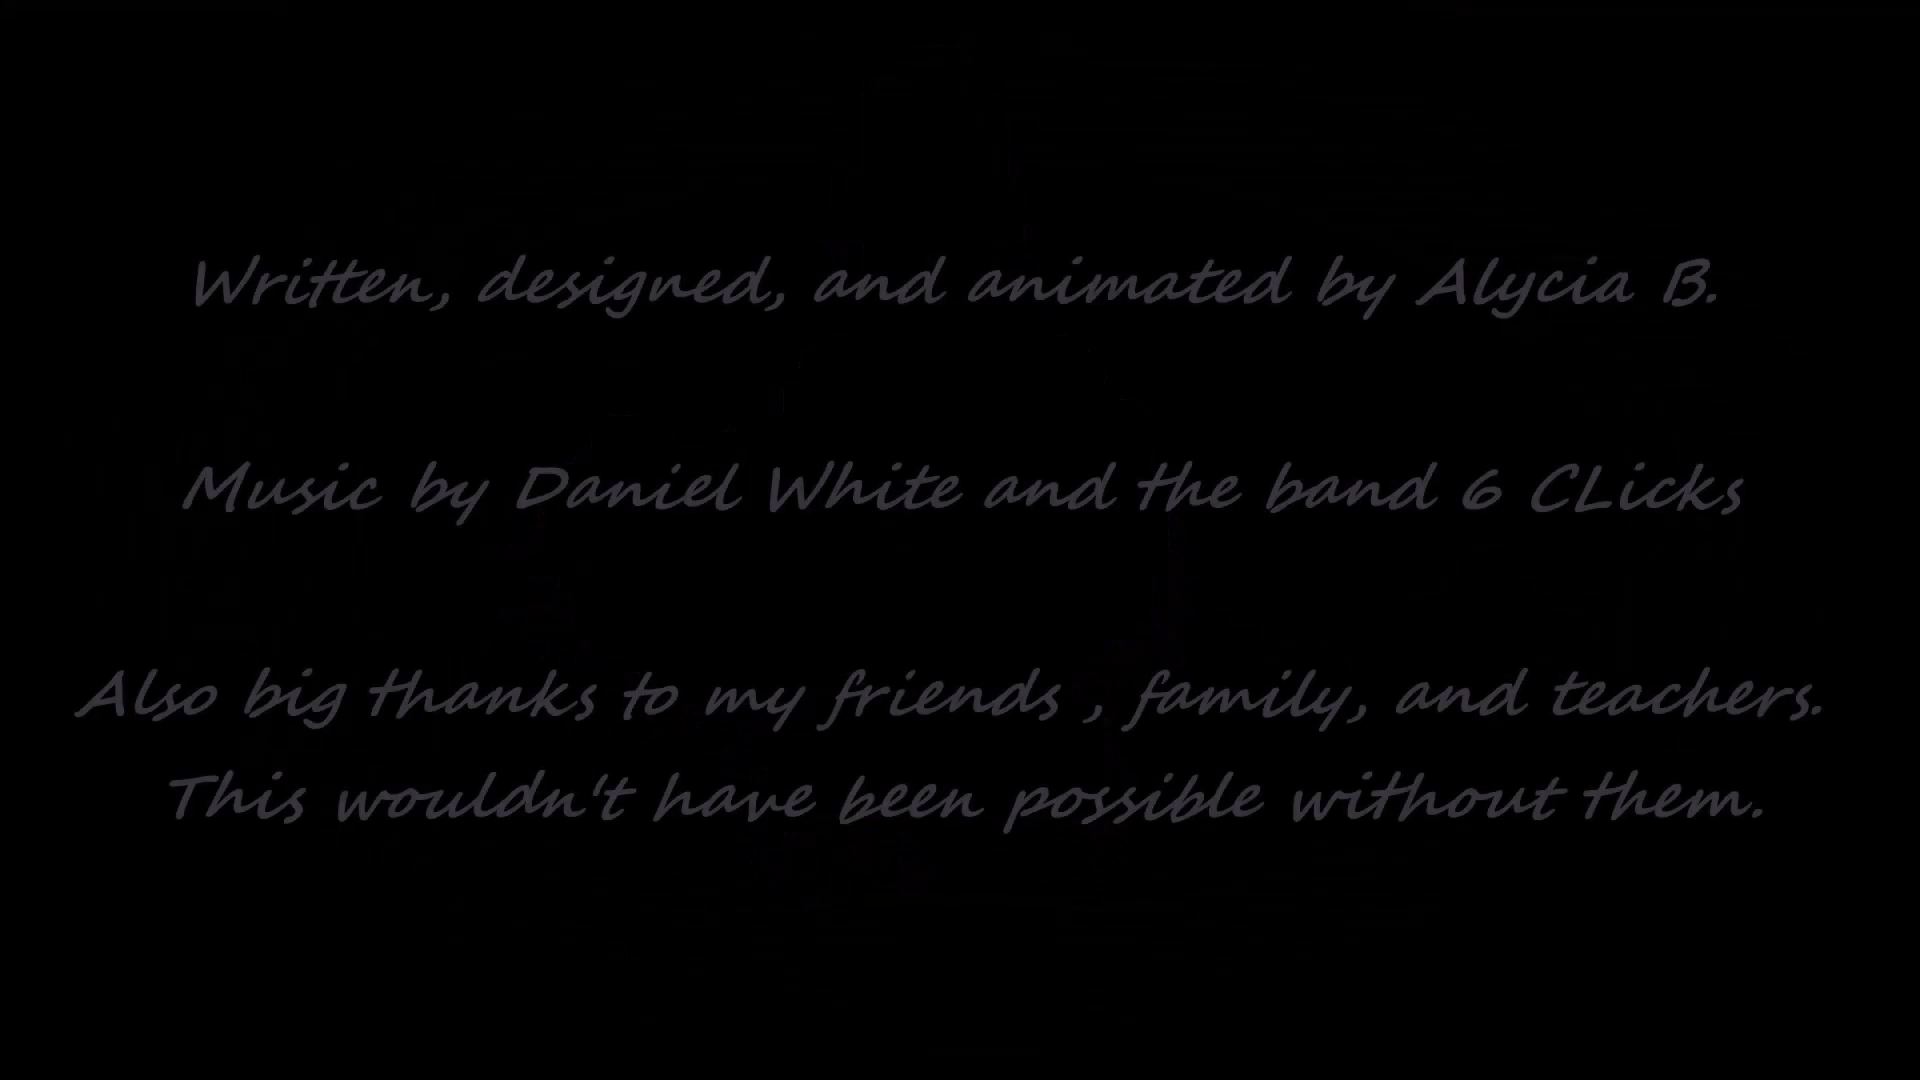 Written, designed, and animated by Alycia B.
Music by Daniel White and the band 6 CLicks
Also big thanks to my friends , family, and teachers.
This wouldn't have been possible without them.